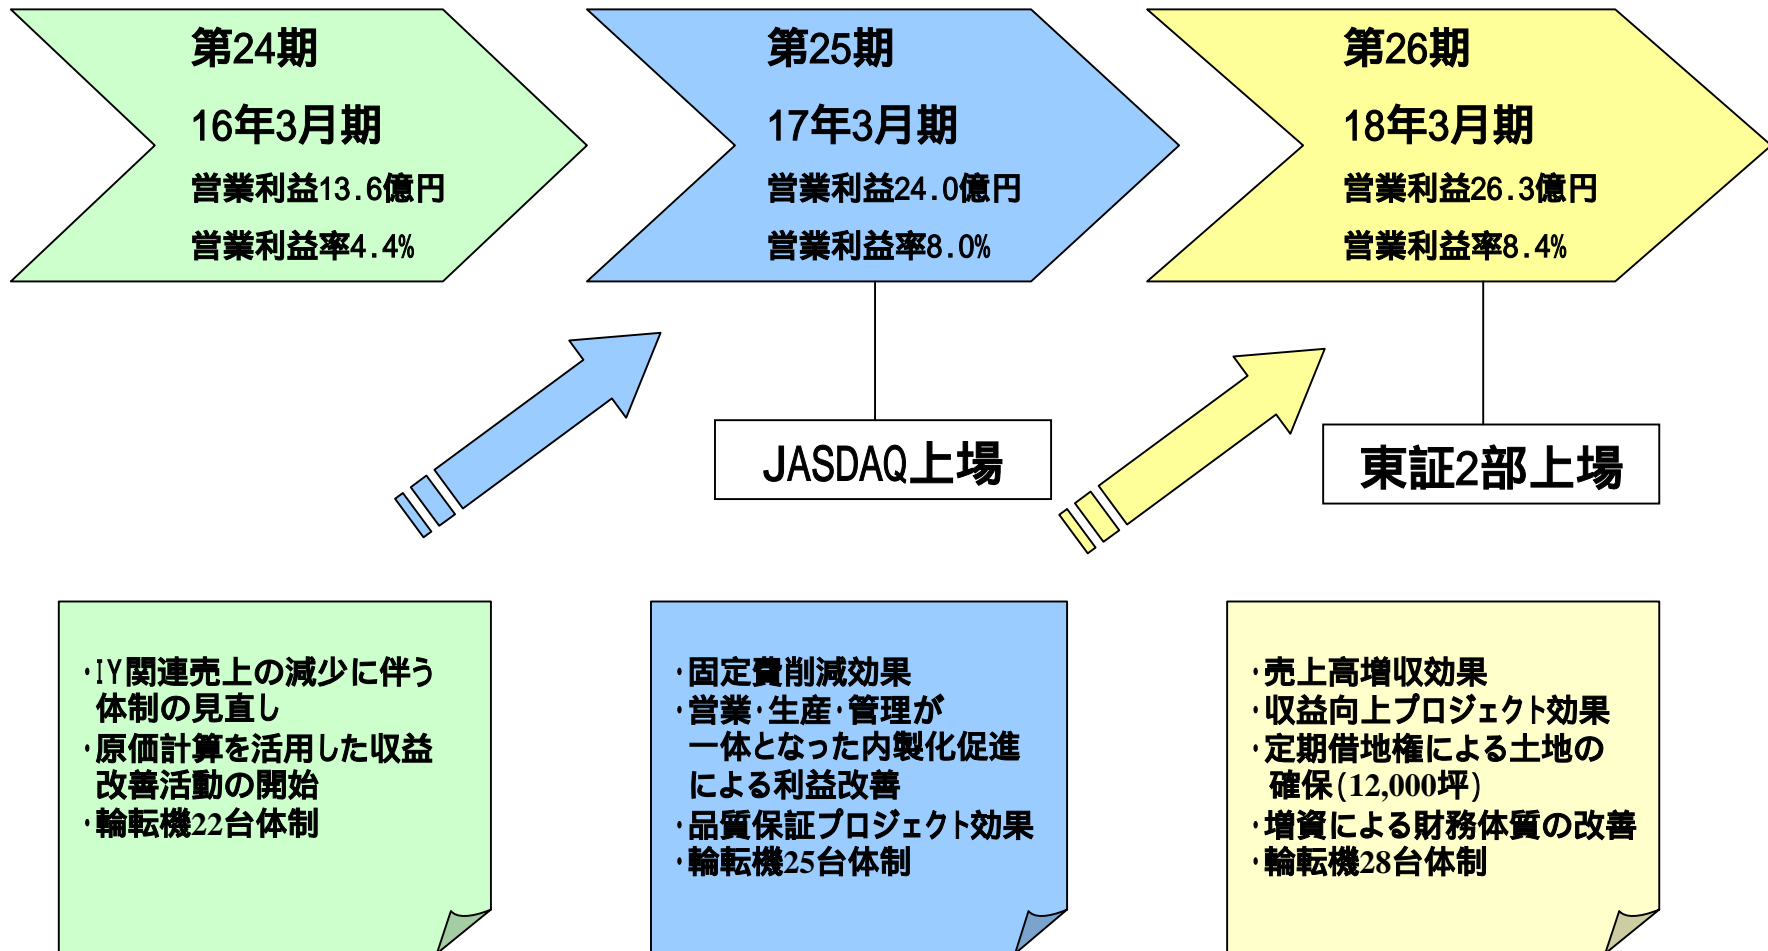 第24期
16年3月期
営業利益13.6億円
営業利益率4.4%
第25期
17年3月期
営業利益24.0億円
営業利益率8.0%
第26期
18年3月期
営業利益26.3億円
営業利益率8.4%
JASDAQ上場
東証2部上場
・IY関連売上の減少に伴う
体制の見直し
・原価計算を活用した収益
改善活動の開始
・輪転機22台体制
・固定費削減効果
・営業・生産・管理が
一体となった内製化促進
による利益改善
・品質保証プロジェクト効果
・輪転機25台体制
・売上高増収効果
・収益向上プロジェクト効果
・定期借地権による土地の
確保(12,000坪)
・増資による財務体質の改善
・輪転機28台体制